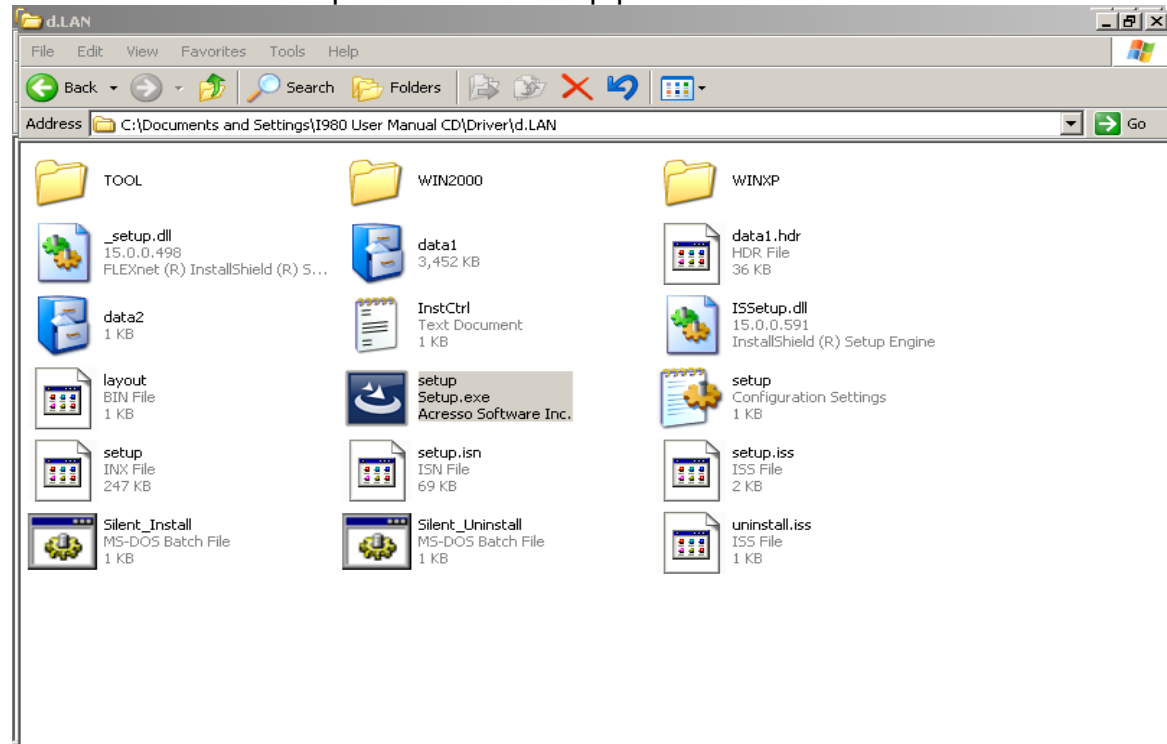 d.LAN
File Edit View Favorites Tools Help
Back Search Folders
Address C:\Documents and Settings\I980 User Manual CD\Driver\d.LAN Go
TOOL
WIN2000
WINXP
_setup.dll
15.0.0.498
FLEXnet (R) InstallShield (R) S...
data1
3,452 KB
data1.hdr
HDR File
36 KB
data2
1 KB
InstCtrl
Text Document
1 KB
ISSetup.dll
15.0.0.591
InstallShield (R) Setup Engine
layout
BIN File
1 KB
setup
Setup.exe
Acresso Software Inc.
setup
Configuration Settings
1 KB
setup
INX File
247 KB
setup.isn
ISN File
69 KB
setup.iss
ISS File
2 KB
Silent_Install
MS-DOS Batch File
1 KB
Silent_Uninstall
MS-DOS Batch File
1 KB
uninstall.iss
ISS File
1 KB